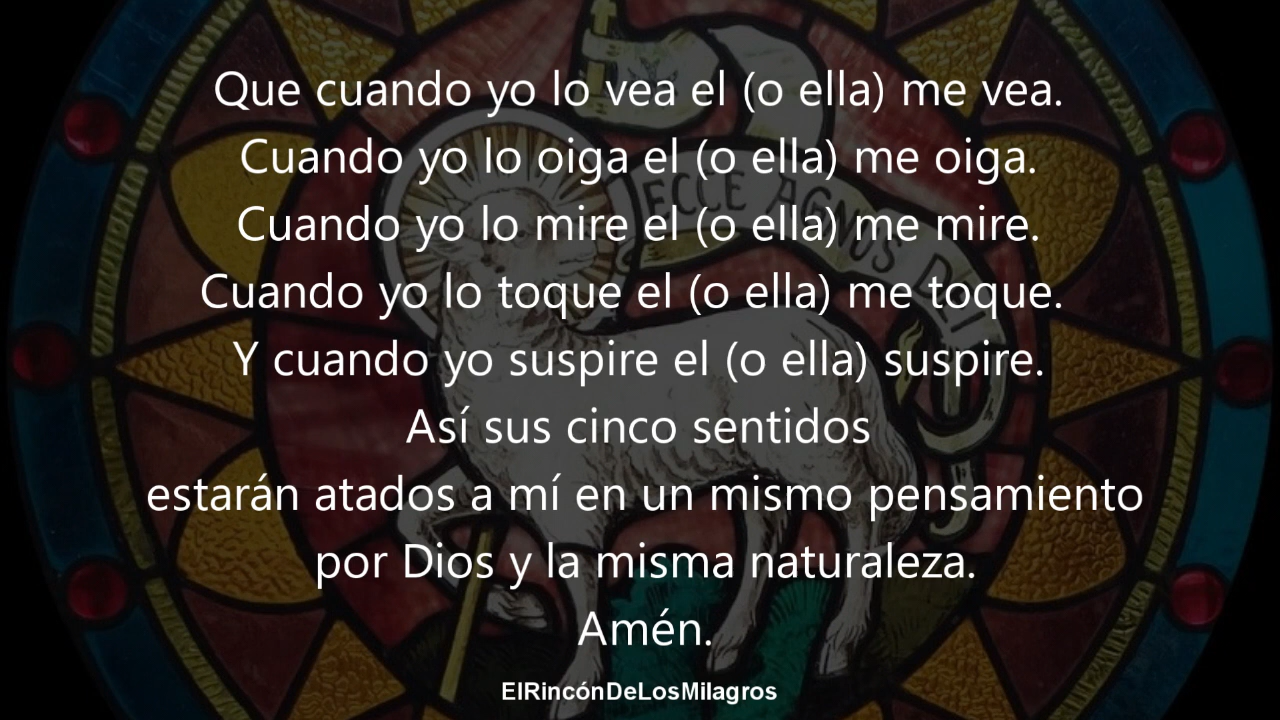 Que cuando yo lo vea el (o ella) me vea.
Cuando yo lo oiga el (o ella) me oiga.
Cuando yo lo mire el (o ella) me mire.
Cuando yo lo toque el (o ella) me toque.
Y cuando yo suspire el (o ella) suspire.
Así sus cinco sentidos
estarán atados a mí en un mismo pensamiento
por Dios y la misma naturaleza.
Amén.
ElRincónDeLosMilagros
ECCE AGNUS DEI